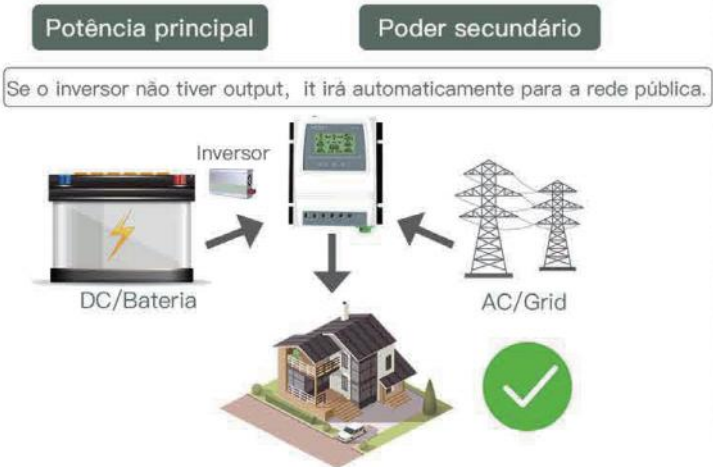 Potência principal
Poder secundário
Se o inversor não tiver output, it irá automaticamente para a rede pública.
Inversor
DC/Bateria
AC/Grid